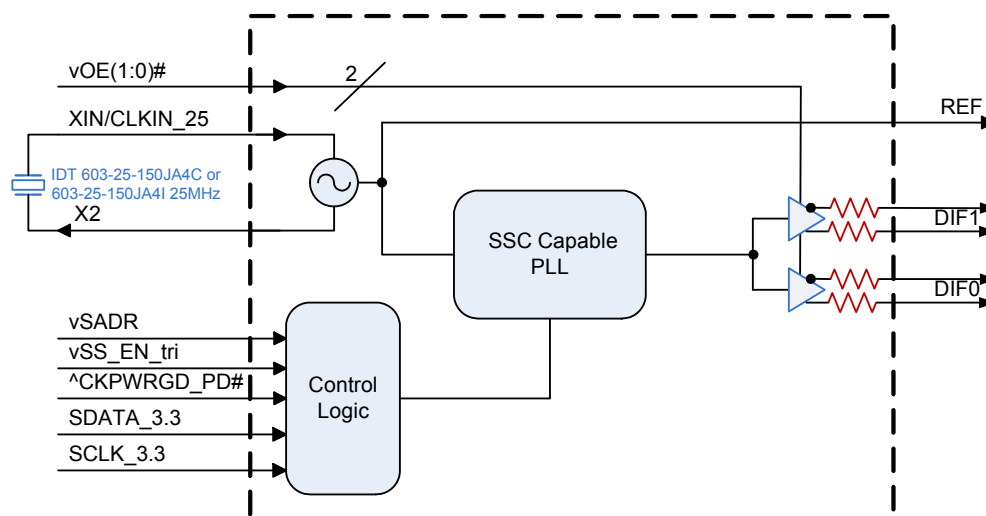 vOE(1:0)#
2
XIN/CLKIN_25
REF
IDT 603-25-150JA4C or
603-25-150JA4I 25MHz
X2
SSC Capable
PLL
DIF1
DIF0
vSADR
vSS_EN_tri
^CKPWRGD_PD#
SDATA_3.3
SCLK_3.3
Control
Logic